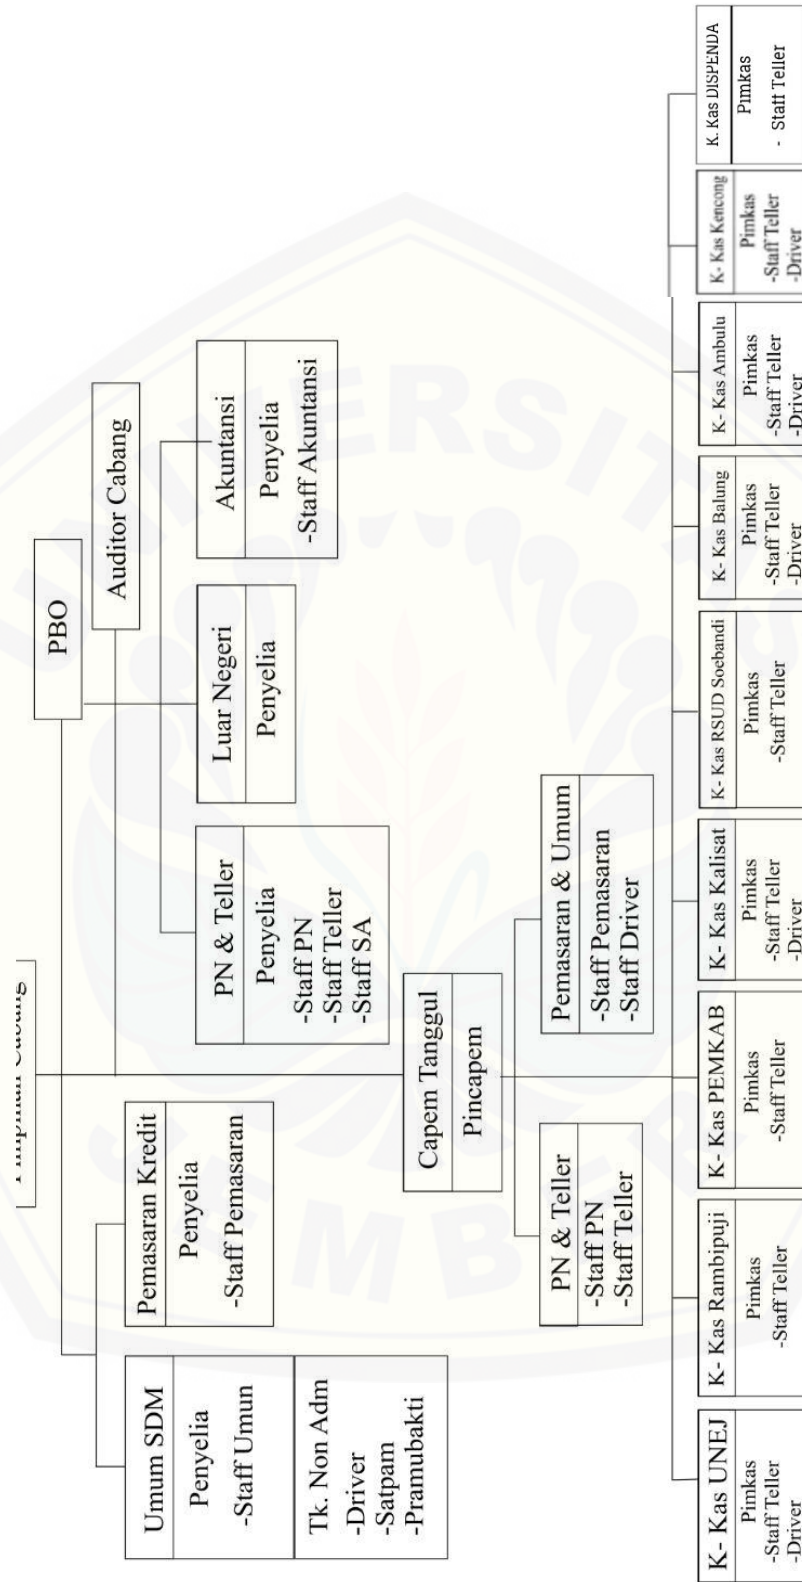 Pimpinan Cabang
PBO
Auditor Cabang
Umum SDM
Penyelia
-Staff Umun
Tk. Non Adm
-Driver
-Satpam
-Pramubakti
Pemasaran Kredit
Penyelia
-Staff Pemasaran
PN & Teller
Penyelia
-Staff PN
-Staff Teller
-Staff SA
Luar Negeri
Penyelia
Akuntansi
Penyelia
-Staff Akuntansi
Capem Tanggul
Pincapem
PN & Teller
-Staff PN
-Staff Teller
Pemasaran & Umum
-Staff Pemasaran
-Staff Driver
K- Kas UNEJ
Pimkas
-Staff Teller
-Driver
K- Kas Rambipuji
Pimkas
-Staff Teller
K- Kas PEMKAB
Pimkas
-Staff Teller
K- Kas Kalisat
Pimkas
-Staff Teller
-Driver
K- Kas RSUD Soebandi
Pimkas
-Staff Teller
K- Kas Balung
Pimkas
-Staff Teller
-Driver
K- Kas Ambulu
Pimkas
-Staff Teller
-Driver
K- Kas Kencong
Pimkas
-Staff Teller
-Driver
K. Kas DISPENDA
Pimkas
- Staff Teller
UNIVERSITAS
JEMBER